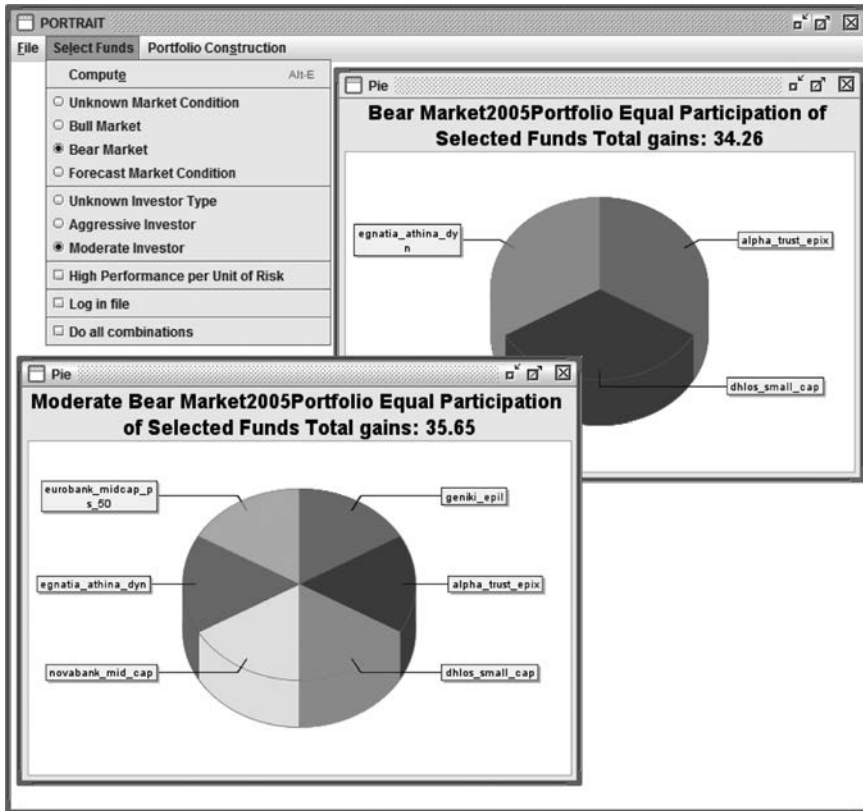 PORTRAIT
File Select Funds Portfolio Construction
Compute Alt-E
Unknown Market Condition
Bull Market
Bear Market
Forecast Market Condition
Unknown Investor Type
Aggressive Investor
Moderate Investor
High Performance per Unit of Risk
Log in file
Do all combinations
Pie
Bear Market2005Portfolio Equal Participation of
Selected Funds Total gains: 34.26
egnatia_athina_dy
n
alpha_trust_epix
dhlos_small_cap
Pie
Moderate Bear Market2005Portfolio Equal Participation
of Selected Funds Total gains: 35.65
eurobank_midcap_p
s_50
geniki_epil
egnatia_athina_dyn
alpha_trust_epix
novabank_mid_cap
dhlos_small_cap